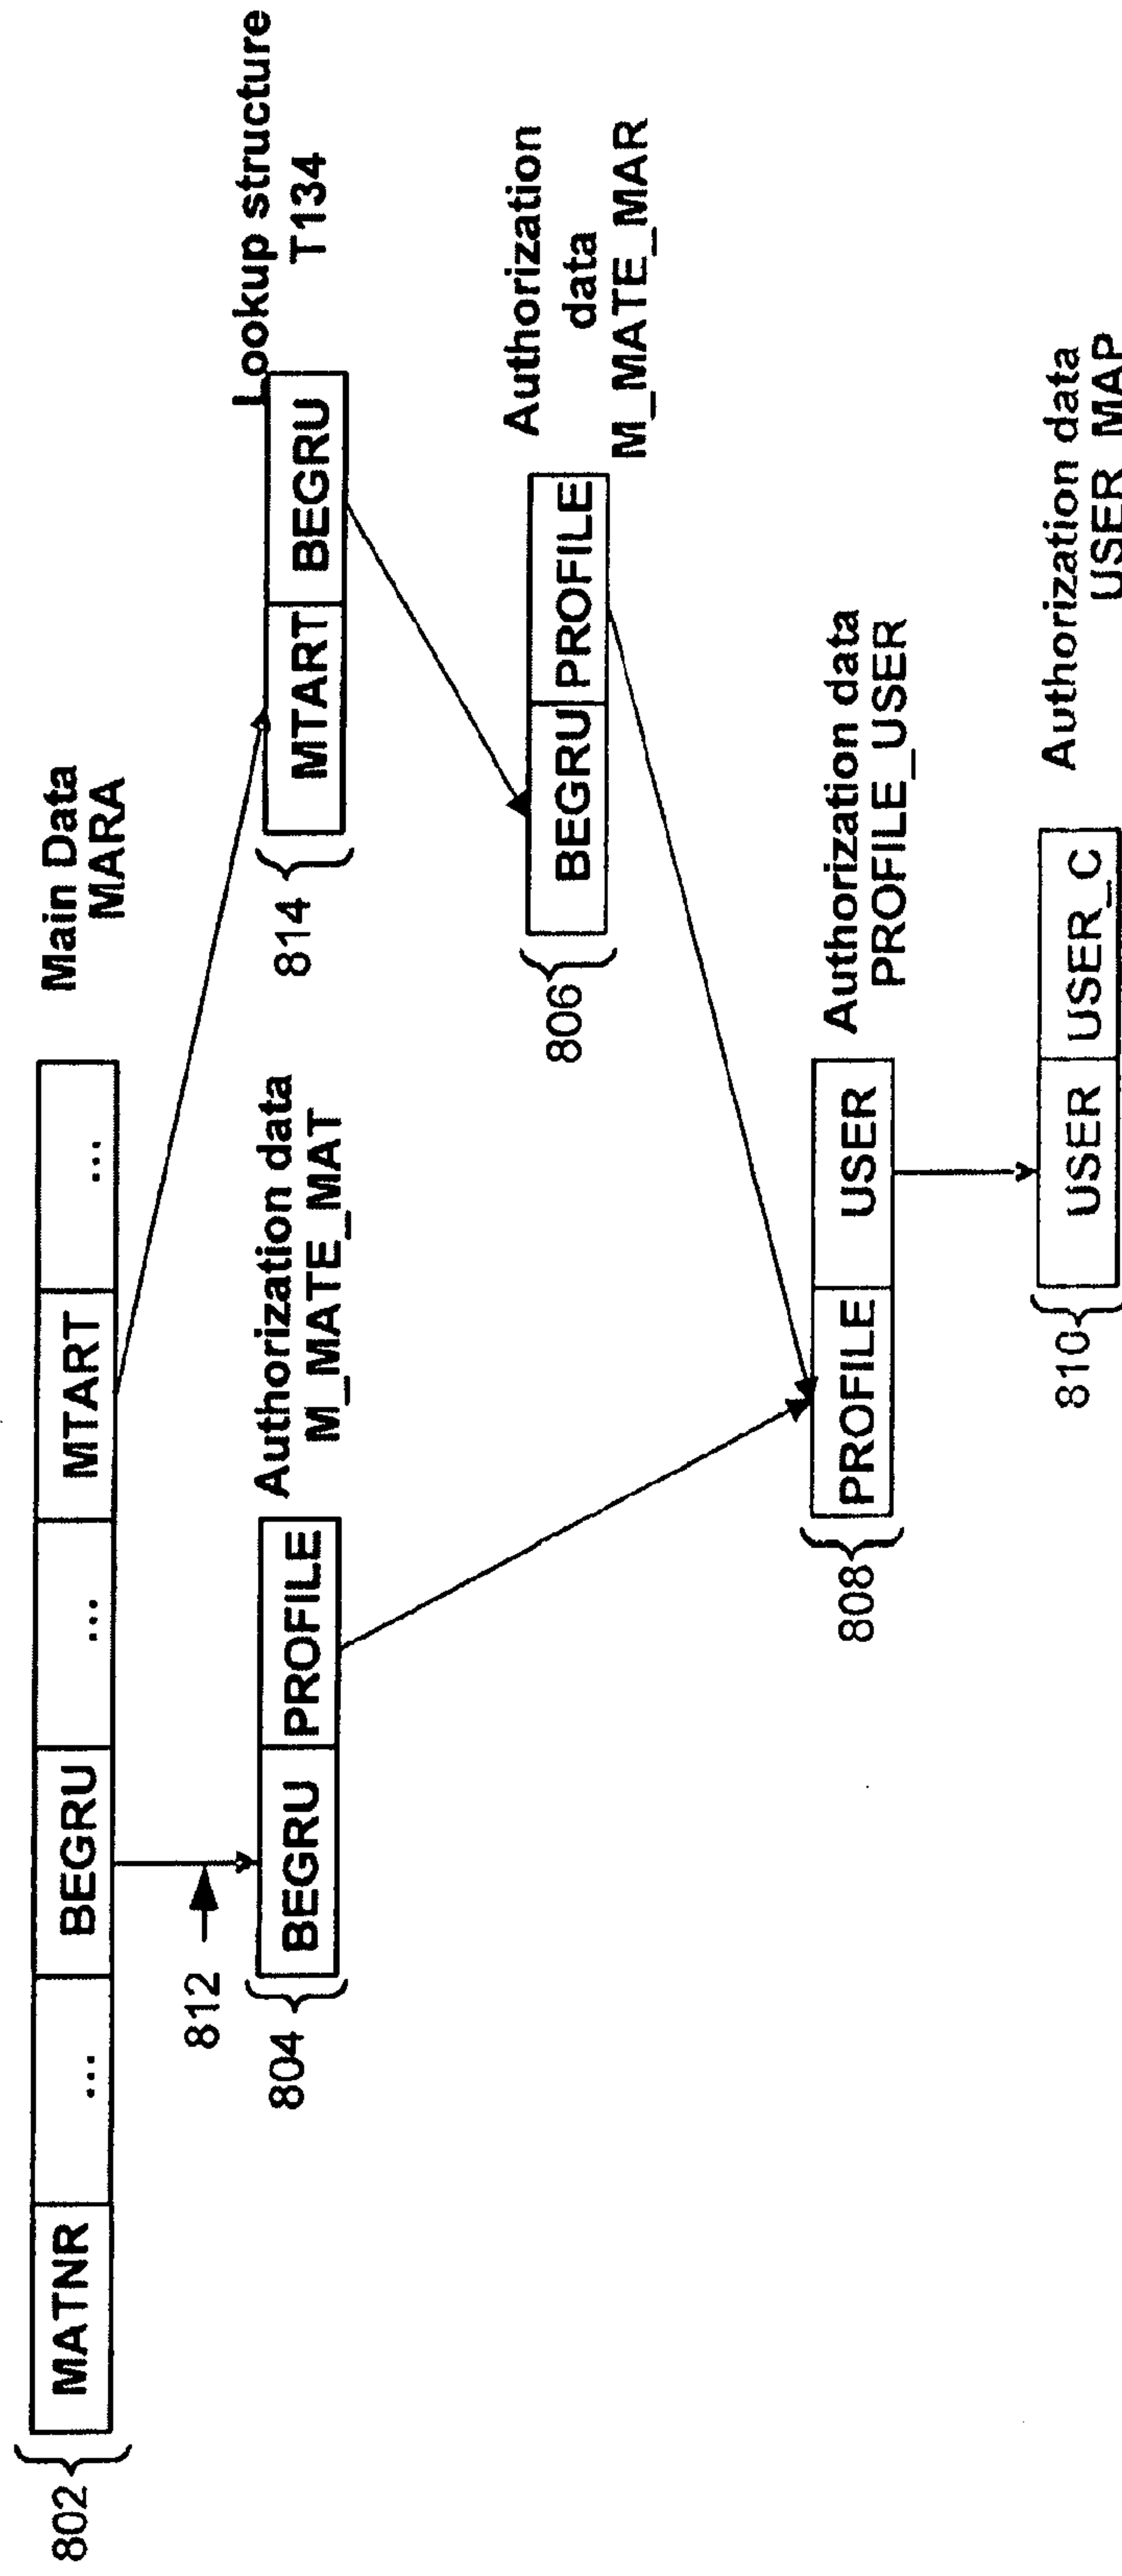 802
MATNR
...
BEGRU
...
MTART
...
Main Data
MARA
812
804
BEGRU
PROFILE
Authorization data
M_MATE_MAT
814
MTART
BEGRU
Lookup structure
T134
806
BEGRU
PROFILE
Authorization
data
M_MATE_MAR
808
PROFILE
USER
Authorization data
PROFILE_USER
810
USER
USER_C
Authorization data
USER_MAP